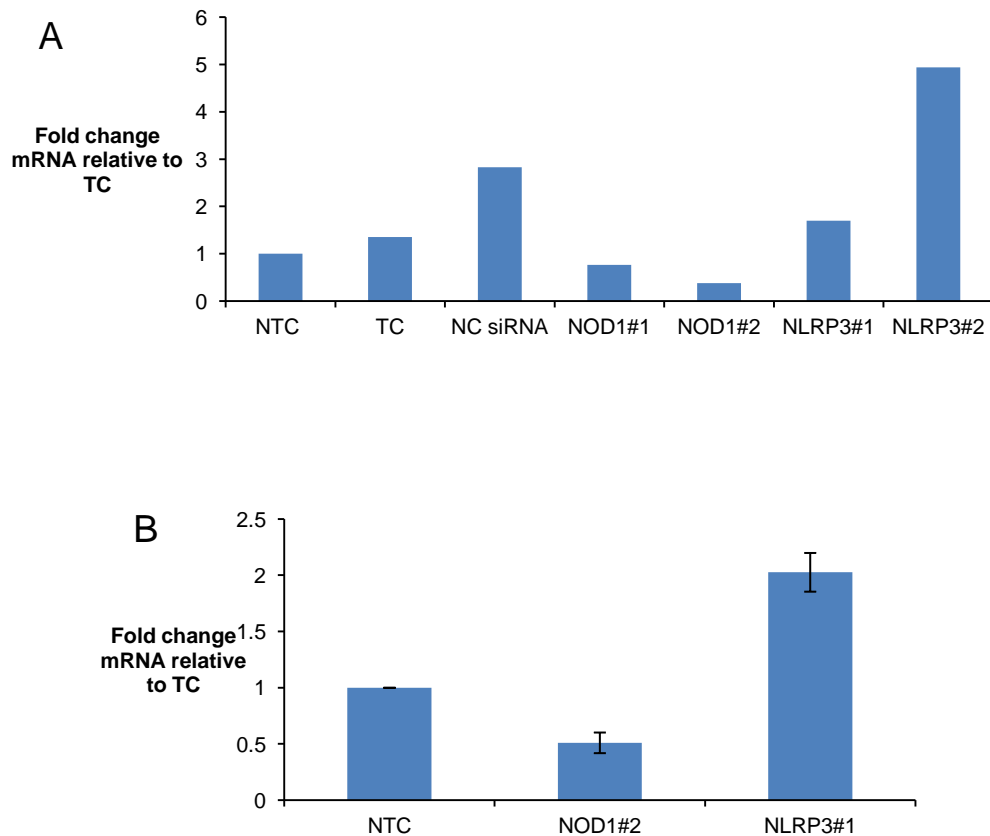 A
Fold change
mRNA relative to
TC
6
5
4
3
2
1
0
NTC TC NC siRNA NOD1#1 NOD1#2 NLRP3#1 NLRP3#2
B
Fold change
mRNA relative
to TC
2.5
2
1.5
1
0.5
0
NTC NOD1#2 NLRP3#1